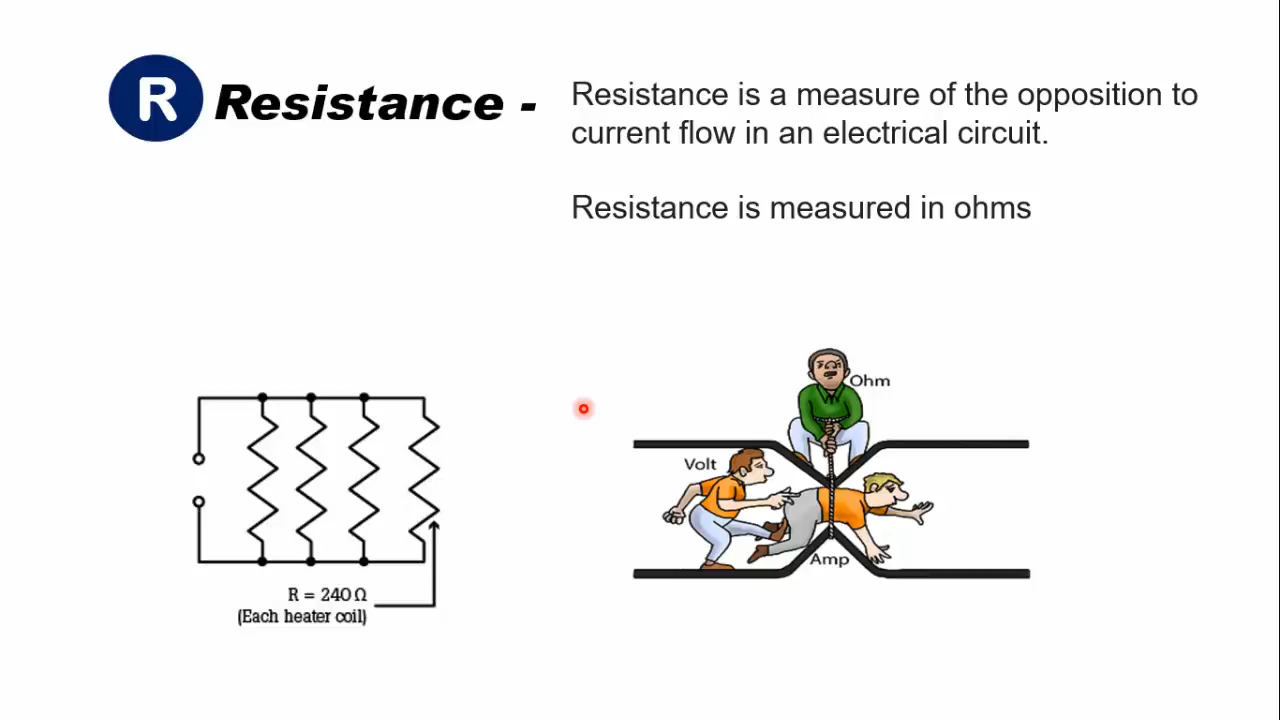 R Resistance -
Resistance is a measure of the opposition to
current flow in an electrical circuit.
Resistance is measured in ohms
R = 240 Ω
(Each heater coil)
Ohm
Volt
Amp